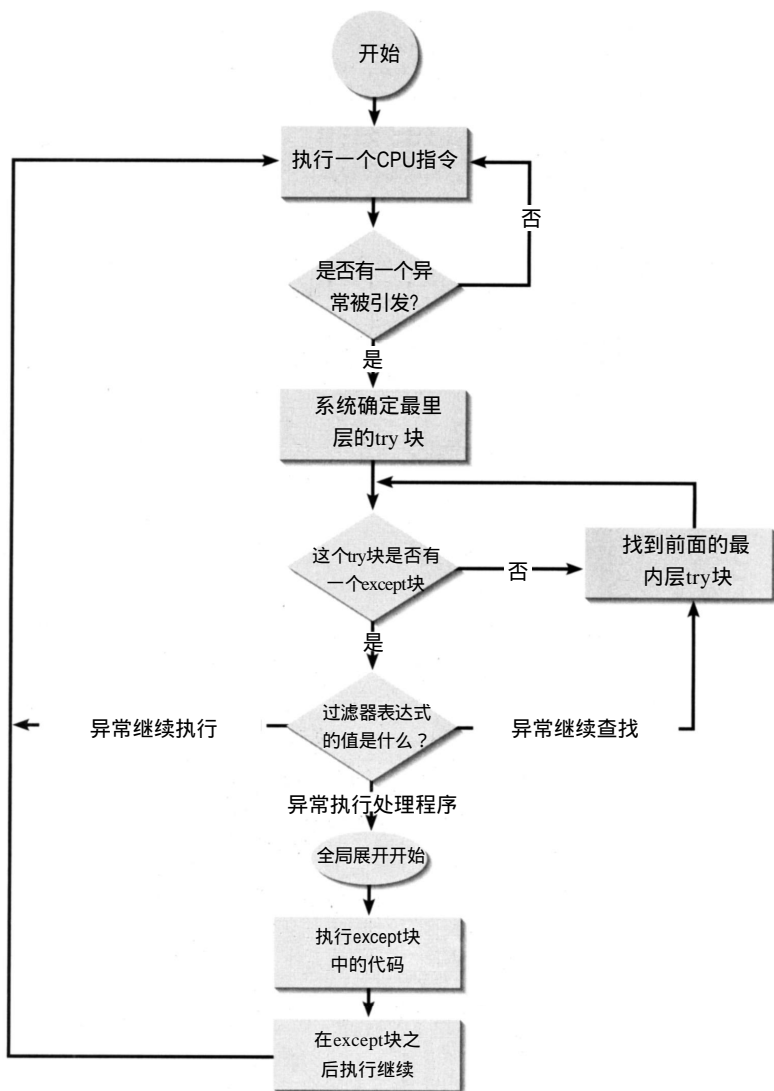 开始
执行一个CPU指令
否
是否有一个异
常被引发?
是
系统确定最里
层的try 块
这个try块是否有
一个except块
否
找到前面的最
内层try块
是
异常继续执行
过滤器表达式
的值是什么？
异常继续查找
异常执行处理程序
全局展开开始
执行except块
中的代码
在except块之
后执行继续